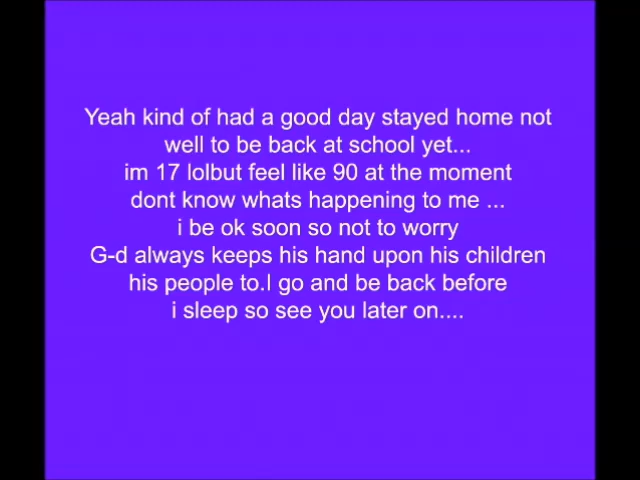 Yeah kind of had a good day stayed home not
well to be back at school yet...
im 17 lolbut feel like 90 at the moment
dont know whats happening to me ...
i be ok soon so not to worry
G-d always keeps his hand upon his children
his people to.I go and be back before
i sleep so see you later on....